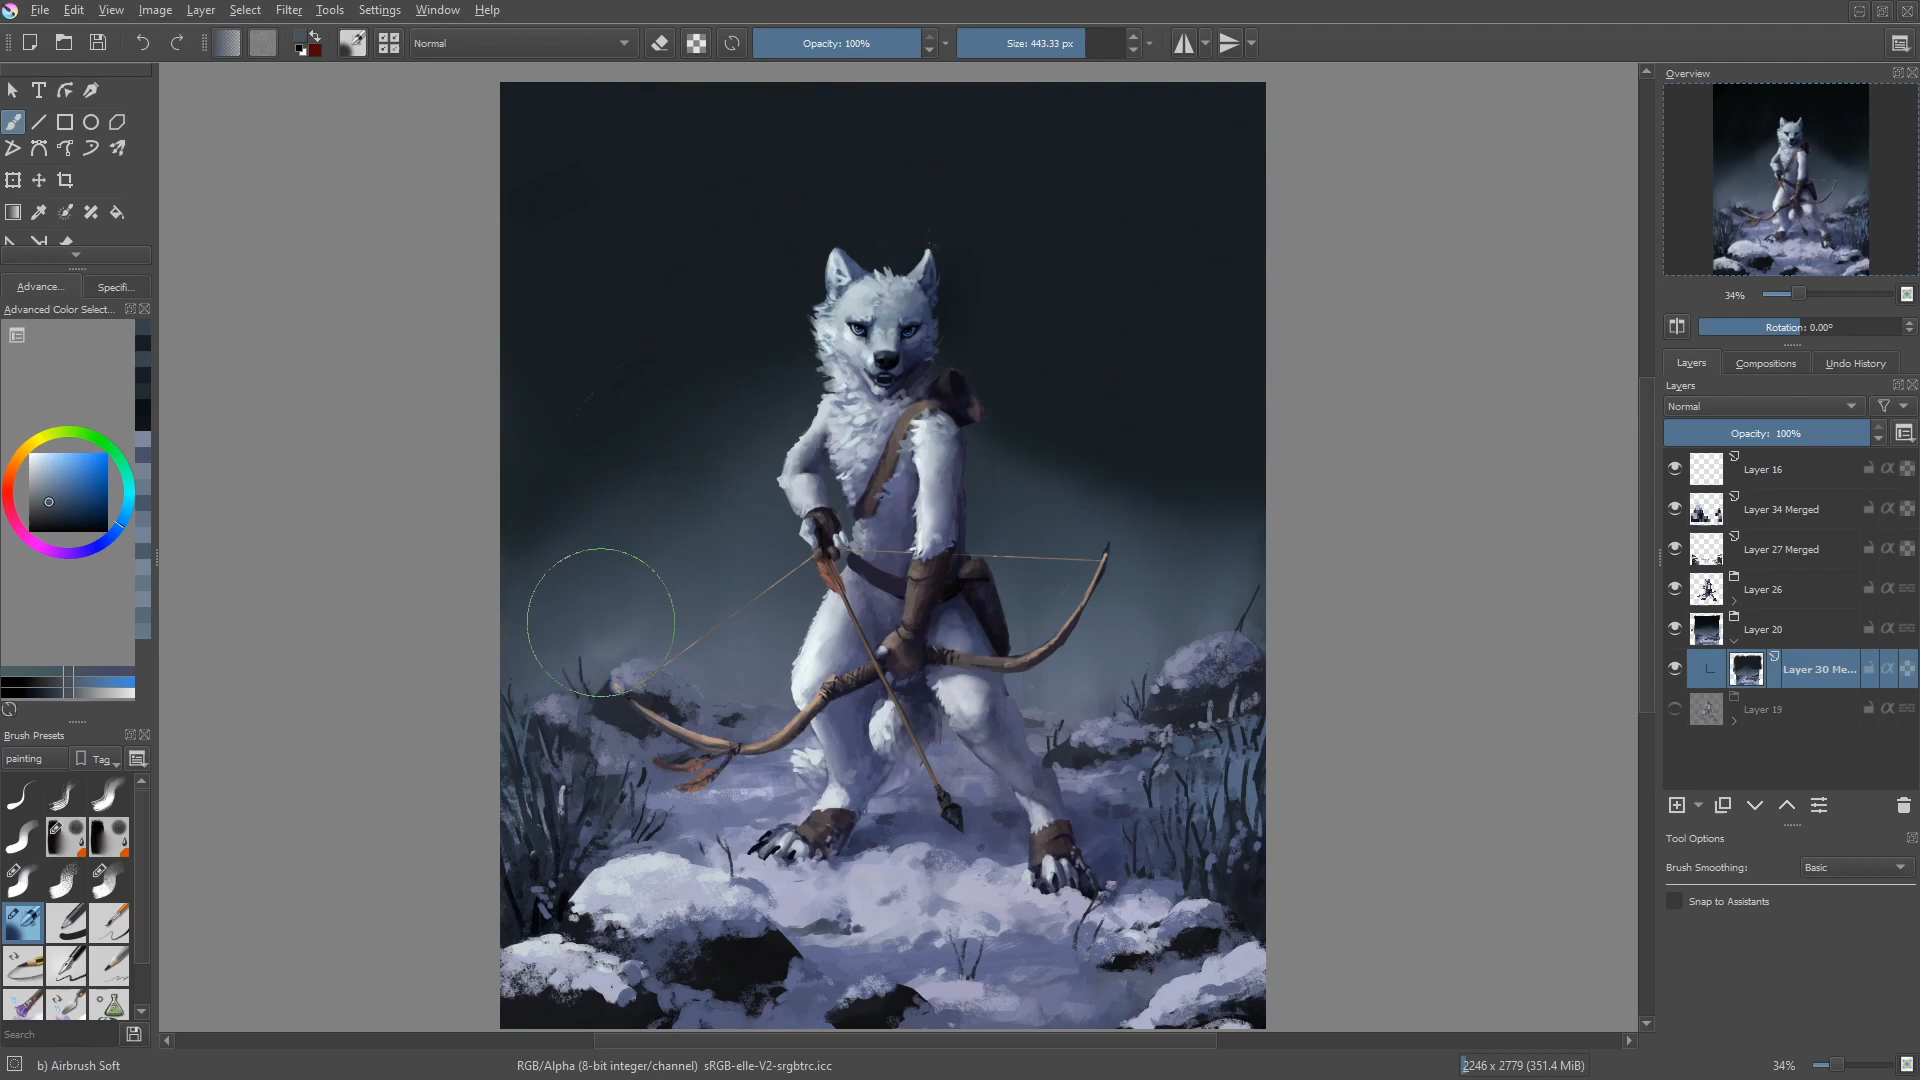 File Edit View Image Layer Select Filter Tools Settings Window Help
Normal
Opacity: 100%
Size: 443.33 px
Overview
34%
Rotation: 0.00°
Layers Compositions Undo History
Layers
Normal
Opacity: 100%
Layer 16
Layer 34 Merged
Layer 27 Merged
Layer 26
Layer 20
Layer 30 Me...
Layer 19
Tool Options
Brush Smoothing: Basic
Snap to Assistants
Advance... Specifi...
Advanced Color Select...
Brush Presets
painting Tag
Search
b) Airbrush Soft
RGB/Alpha (8-bit integer/channel) sRGB-elle-V2-srgbtrc.icc
2246 x 2779 (351.4 MiB)
34%